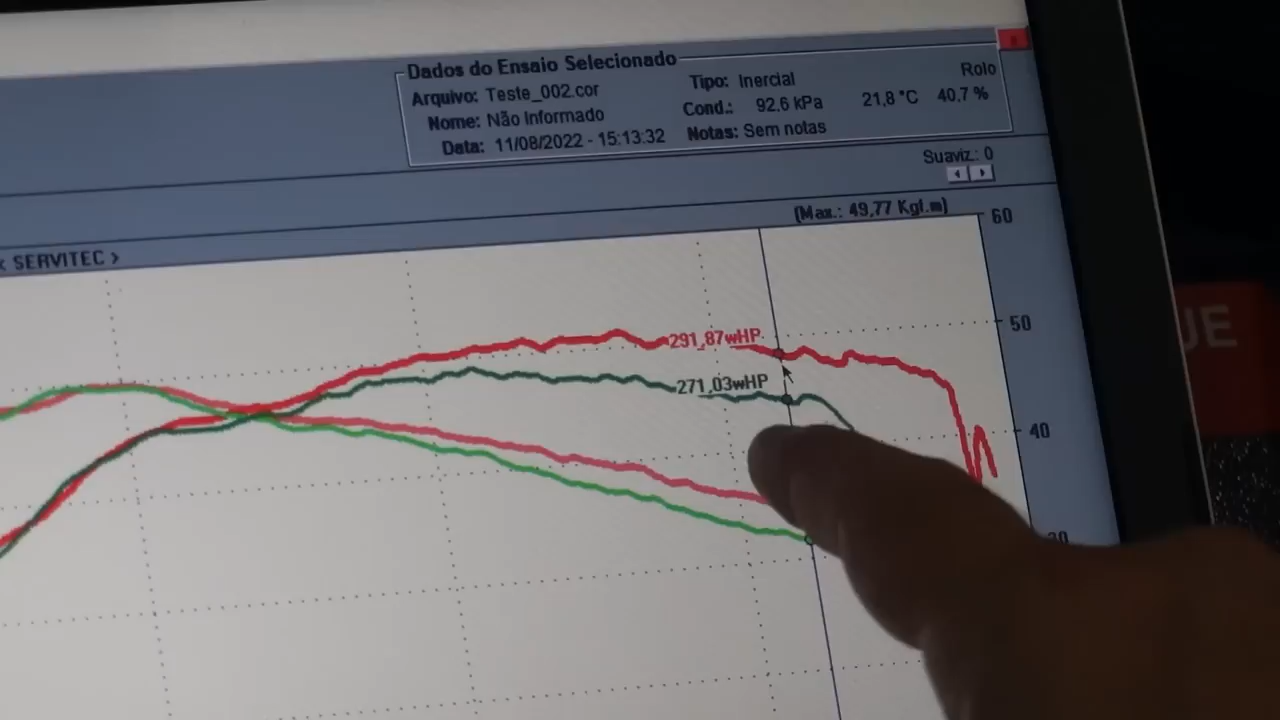 Dados do Ensaio Selecionado
Arquivo: Teste_002.cor
Nome: Não Informado
Data: 11/08/2022 - 15:13:32
Tipo: Inercial
Rolo
Cond.: 92.6 kPa 21,8 °C 40.7 %
Notas: Sem notas
Suaviz.: 0
(Max.: 49,77 Kgf.m)
< SERVITEC >
60
50
40
291,87wHP
271,03wHP
UE